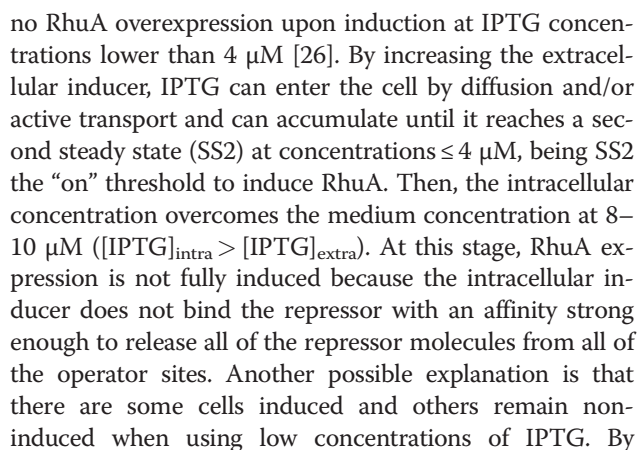 no RhuA overexpression upon induction at IPTG concen-
trations lower than 4 μM [26]. By increasing the extracel-
lular inducer, IPTG can enter the cell by diffusion and/or
active transport and can accumulate until it reaches a sec-
ond steady state (SS2) at concentrations ≤ 4 μM, being SS2
the “on” threshold to induce RhuA. Then, the intracellular
concentration overcomes the medium concentration at 8–
10 μM ([IPTG]intra > [IPTG]extra). At this stage, RhuA ex-
pression is not fully induced because the intracellular in-
ducer does not bind the repressor with an affinity strong
enough to release all of the repressor molecules from all of
the operator sites. Another possible explanation is that
there are some cells induced and others remain non-
induced when using low concentrations of IPTG. By